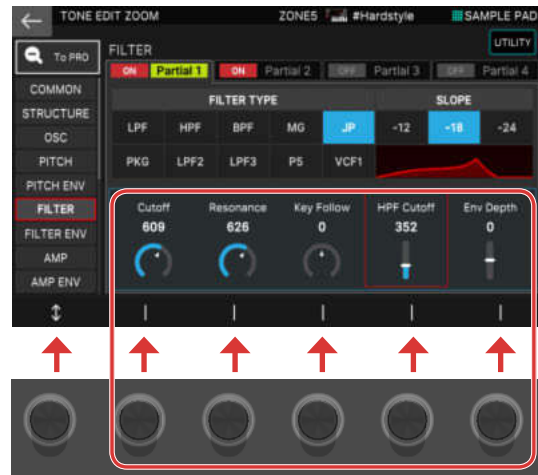 TONE EDIT ZOOM ZONE5 #Hardstyle SAMPLE PAD
To PRO FILTER UTILITY
ON Partial 1 ON Partial 2 OFF Partial 3 OFF Partial 4
COMMON
STRUCTURE
OSC
PITCH
PITCH ENV
FILTER
FILTER ENV
AMP
AMP ENV
FILTER TYPE SLOPE
LPF HPF BPF MG JP -12 -18 -24
PKG LPF2 LPF3 P5 VCF1
Cutoff Resonance Key Follow HPF Cutoff Env Depth
609 626 0 352 0